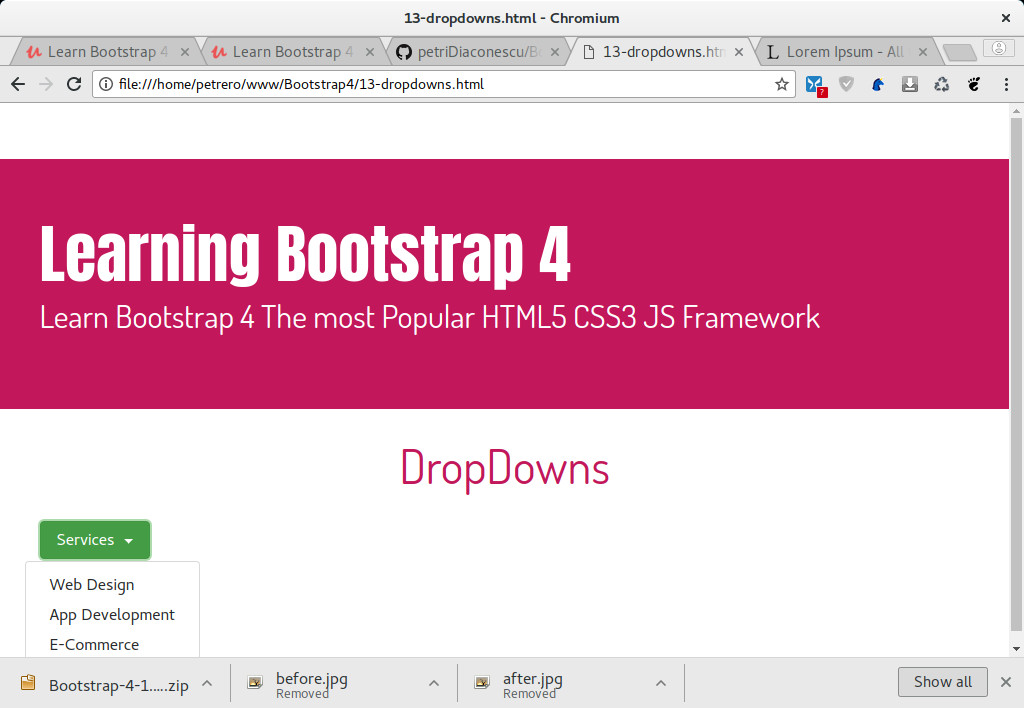 13-dropdowns.html - Chromium
Learn Bootstrap 4
Learn Bootstrap 4
petriDiaconescu/Bo
13-dropdowns.htm
Lorem Ipsum - All
file:///home/petrero/www/Bootstrap4/13-dropdowns.html
?
Learning Bootstrap 4
Learn Bootstrap 4 The most Popular HTML5 CSS3 JS Framework
DropDowns
Services
Web Design
App Development
E-Commerce
Bootstrap-4-1.....zip
before.jpg
Removed
after.jpg
Removed
Show all